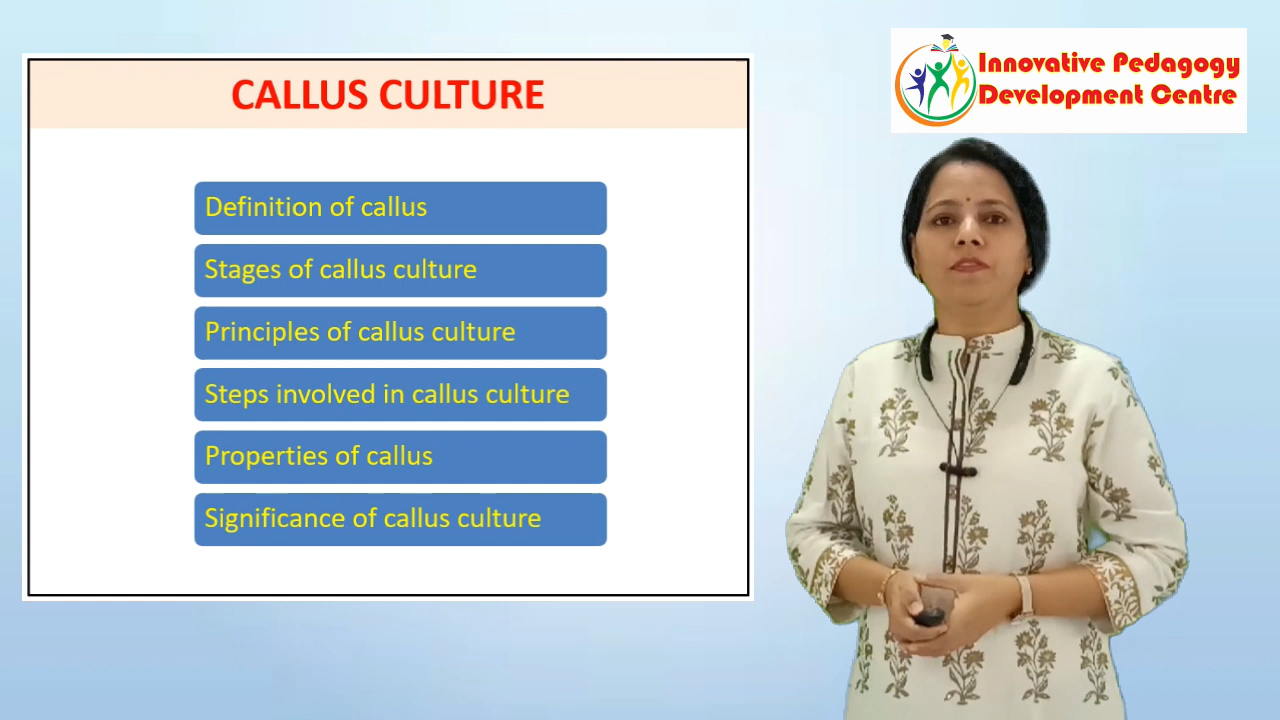 CALLUS CULTURE
Definition of callus
Stages of callus culture
Principles of callus culture
Steps involved in callus culture
Properties of callus
Significance of callus culture
Innovative Pedagogy
Development Centre